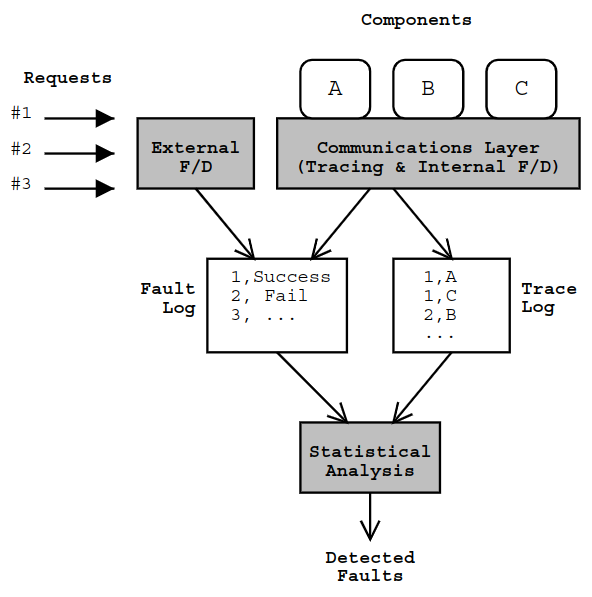 Components
Requests
A
B
C
#1
#2
#3
External
F/D
Communications Layer
(Tracing & Internal F/D)
Fault
Log
1,Success
2, Fail
3, ...
1,A
1,C
2,B
...
Trace
Log
Statistical
Analysis
Detected
Faults